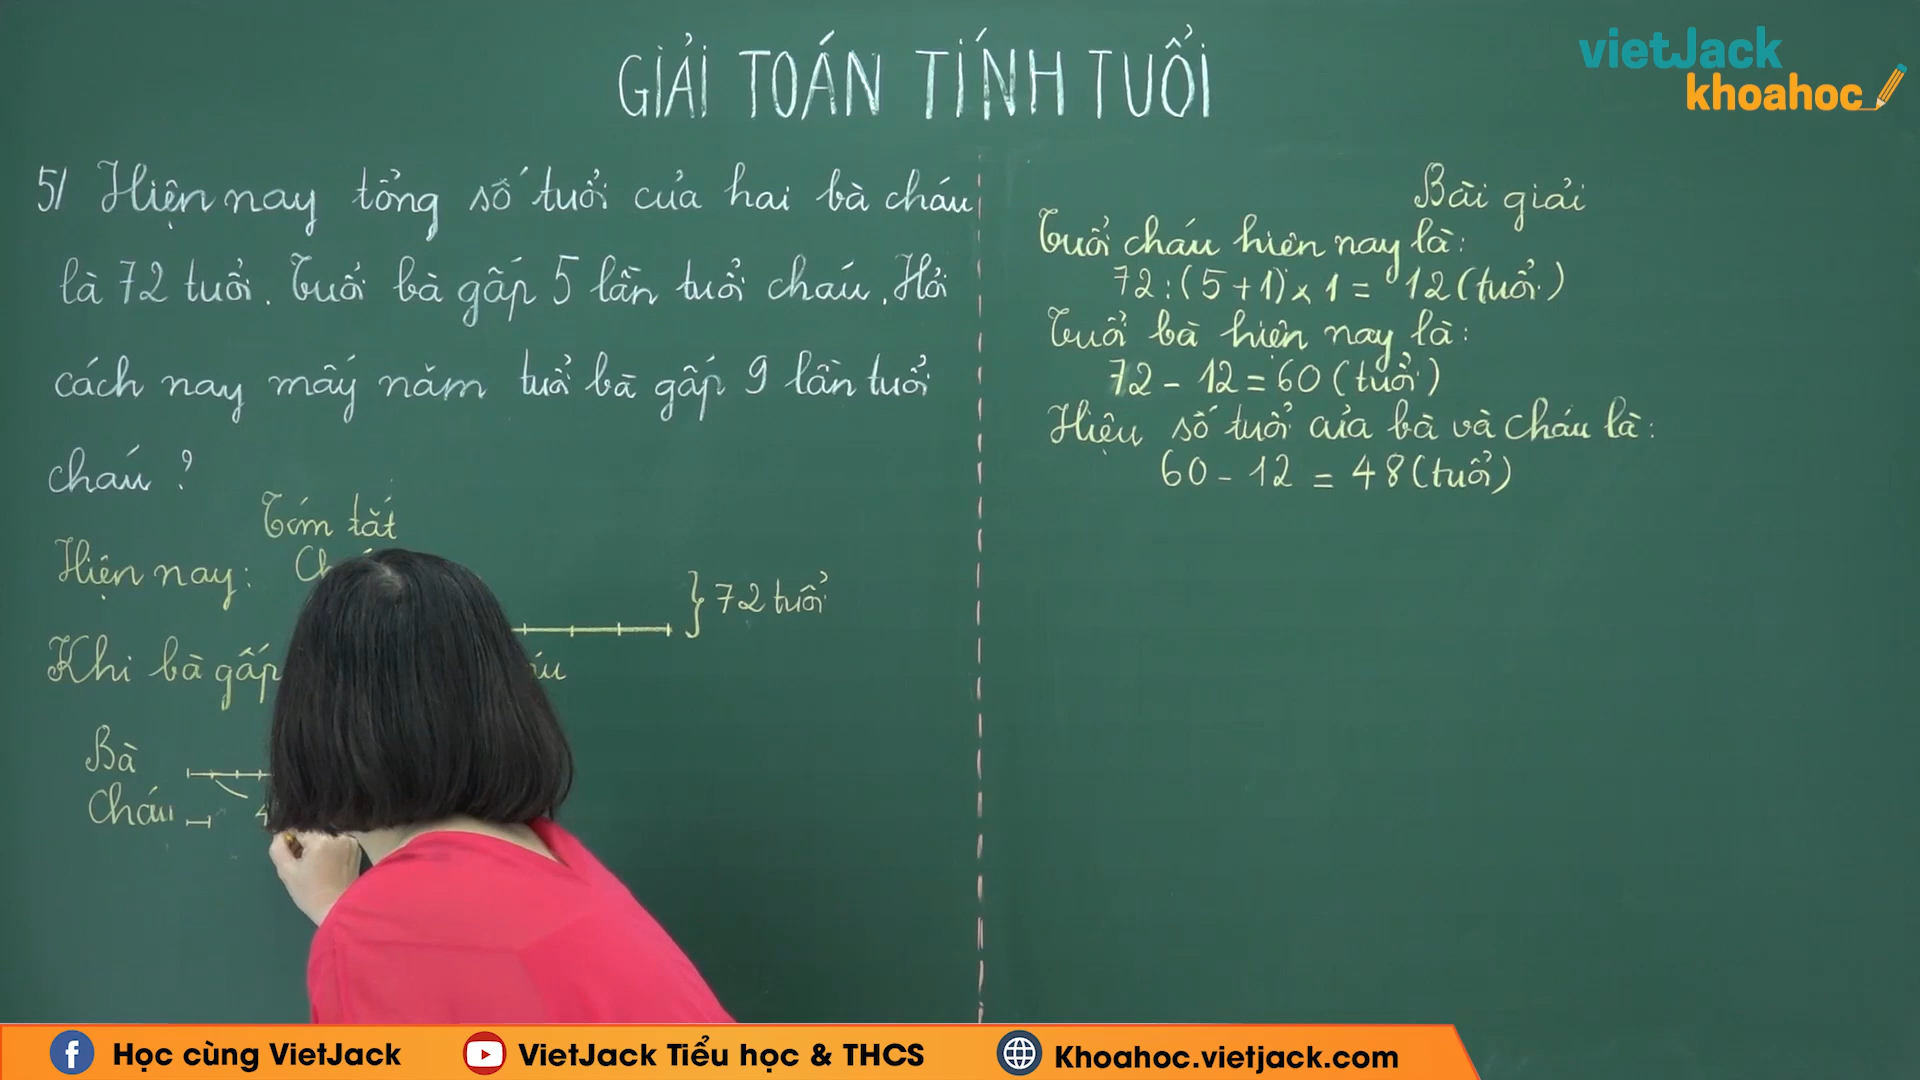 vietJack
khoahoc
GIẢI TOÁN TÍNH TUỔI
5/ Hiện nay tổng số tuổi của hai bà cháu
là 72 tuổi. Tuổi bà gấp 5 lần tuổi cháu. Hỏi
cách nay mấy năm tuổi bà gấp 9 lần tuổi
cháu ?
Tóm tắt
Hiện nay:
72 tuổi
Khi bà gấp
Bà
Cháu
4
Bài giải
Tuổi cháu hiện nay là:
72 : (5 + 1) x 1 = 12 (tuổi)
Tuổi bà hiện nay là:
72 - 12 = 60 (tuổi)
Hiệu số tuổi của bà và cháu là:
60 - 12 = 48 (tuổi)
Học cùng VietJack
VietJack Tiểu học & THCS
Khoahoc.vietjack.com